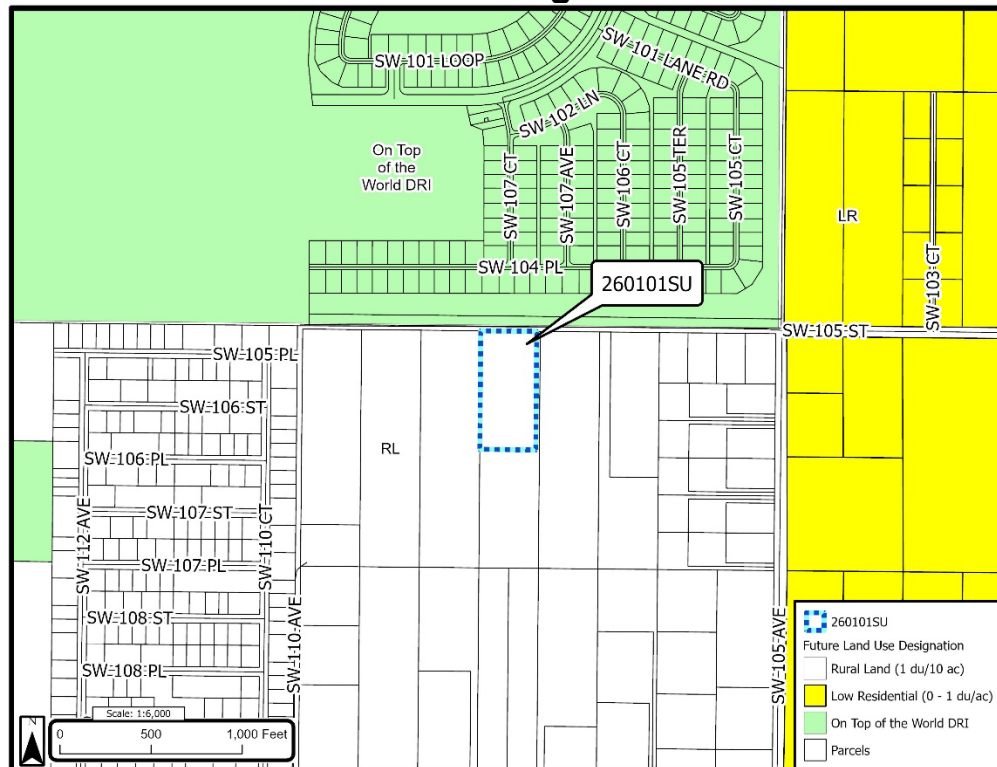 SW 101 LOOP
SW 101 LANE RD
SW 102 LN
On Top
of the
World DRI
SW 107 CT
SW 107 AVE
SW 106 CT
SW 105 TER
SW 105 CT
LR
SW 103 CT
SW 104 PL
260101SU
SW 105 ST
SW 105 PL
SW 106 ST
RL
SW 106 PL
SW 107 ST
SW 112 AVE
SW 110 CT
SW 107 PL
SW 108 ST
SW 110 AVE
SW 105 AVE
SW 108 PL
260101SU
Future Land Use Designation
Rural Land (1 du/10 ac)
Low Residential (0 - 1 du/ac)
On Top of the World DRI
Parcels
Scale: 1:6,000
N
0 500 1,000 Feet